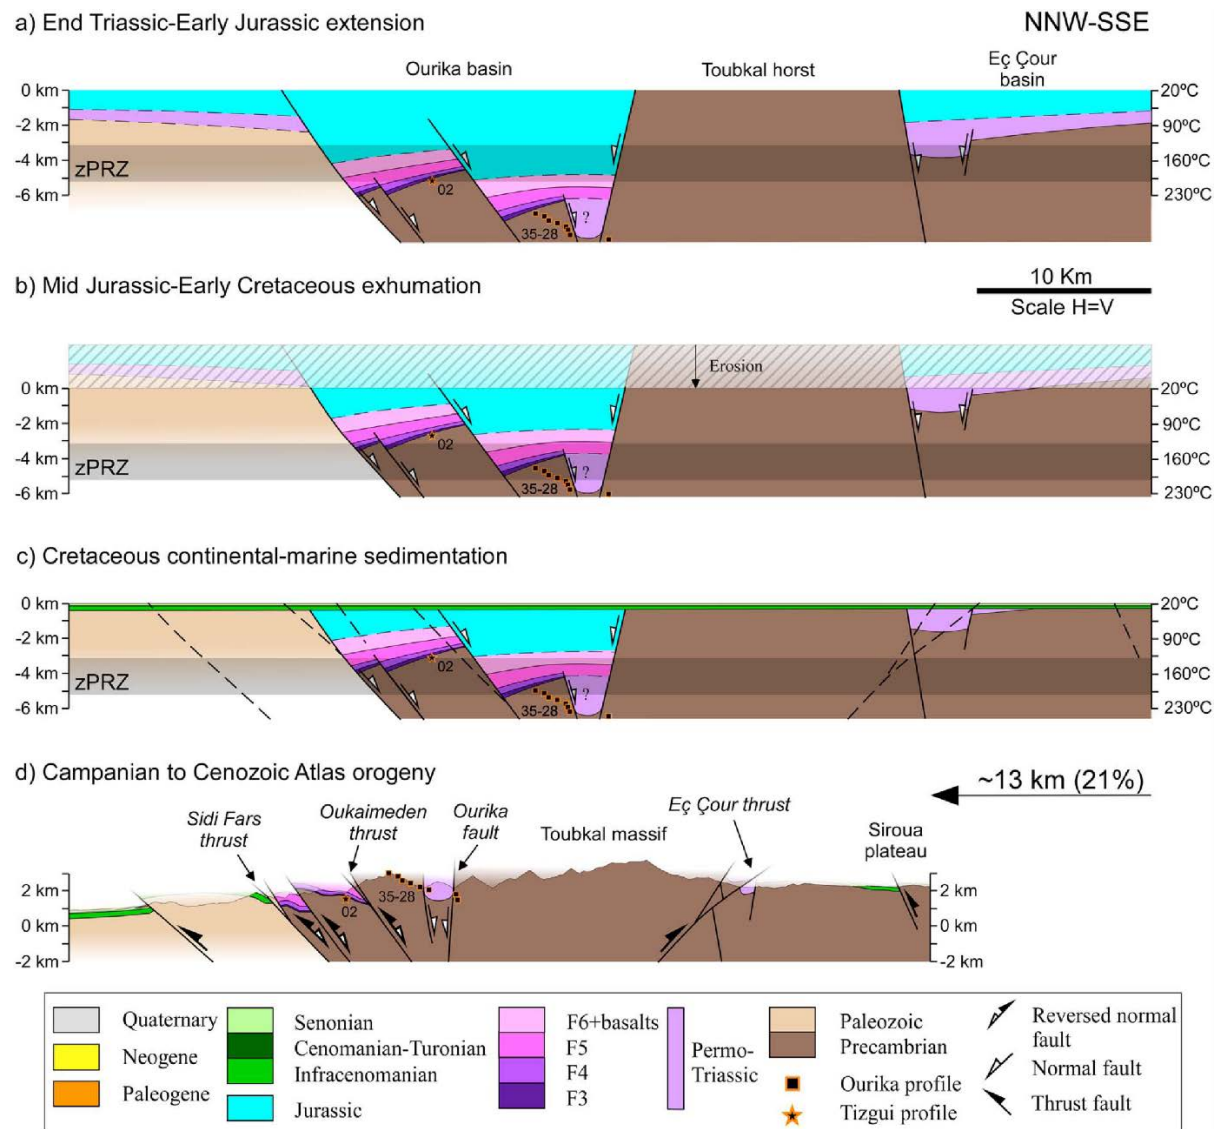 a) End Triassic-Early Jurassic extension
NNW-SSE
Ourika basin
Toubkal horst
Eç Çour
basin
0 km
-2 km
-4 km
-6 km
zPRZ
02
35-28
?
20ºC
90ºC
160ºC
230ºC
b) Mid Jurassic-Early Cretaceous exhumation
10 Km
Scale H=V
Erosion
0 km
-2 km
-4 km
-6 km
zPRZ
02
35-28
?
20ºC
90ºC
160ºC
230ºC
c) Cretaceous continental-marine sedimentation
0 km
-2 km
-4 km
-6 km
zPRZ
02
35-28
?
20ºC
90ºC
160ºC
230ºC
d) Campanian to Cenozoic Atlas orogeny
~13 km (21%)
Sidi Fars
thrust
Oukaimeden
thrust
Ourika
fault
Toubkal massif
Eç Çour thrust
Siroua
plateau
2 km
0 km
-2 km
02
35-28
2 km
0 km
-2 km
Quaternary
Neogene
Paleogene
Senonian
Cenomanian-Turonian
Infracenomanian
Jurassic
F6+basalts
F5
F4
F3
Permo-
Triassic
Paleozoic
Precambrian
Ourika profile
Tizgui profile
Reversed normal
fault
Normal fault
Thrust fault